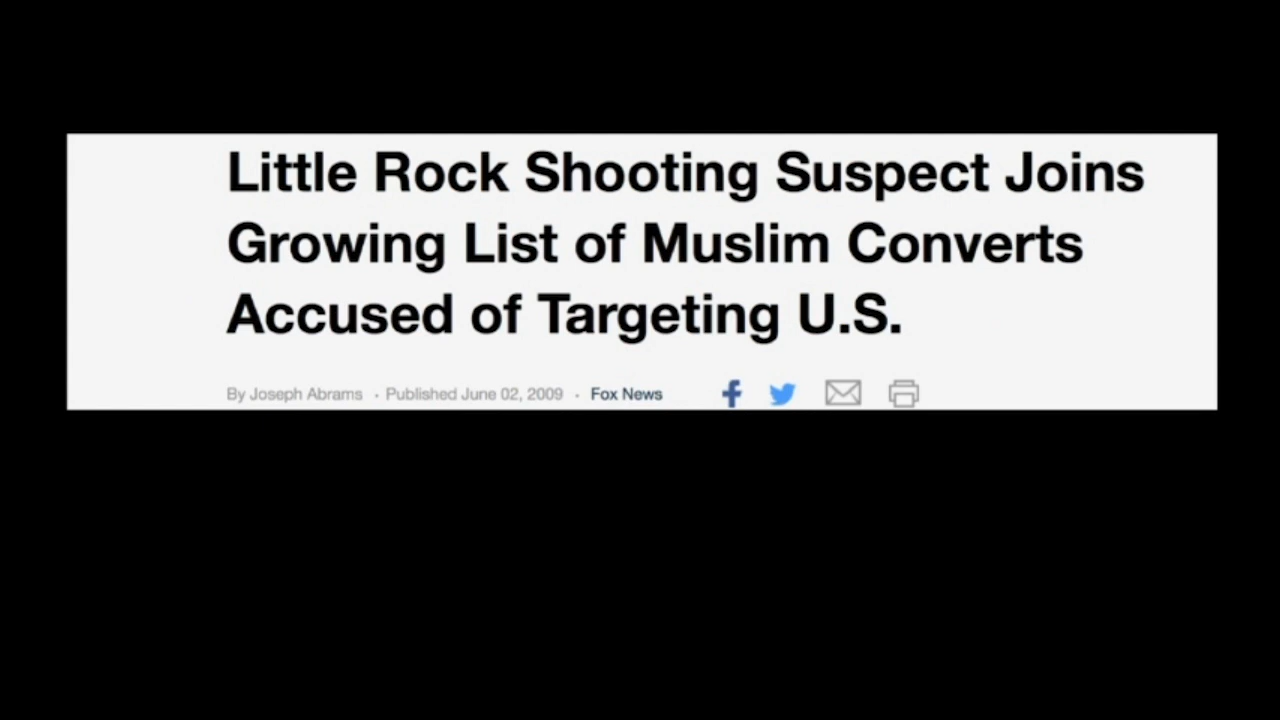 Little Rock Shooting Suspect Joins
Growing List of Muslim Converts
Accused of Targeting U.S.
By Joseph Abrams · Published June 02, 2009 · Fox News